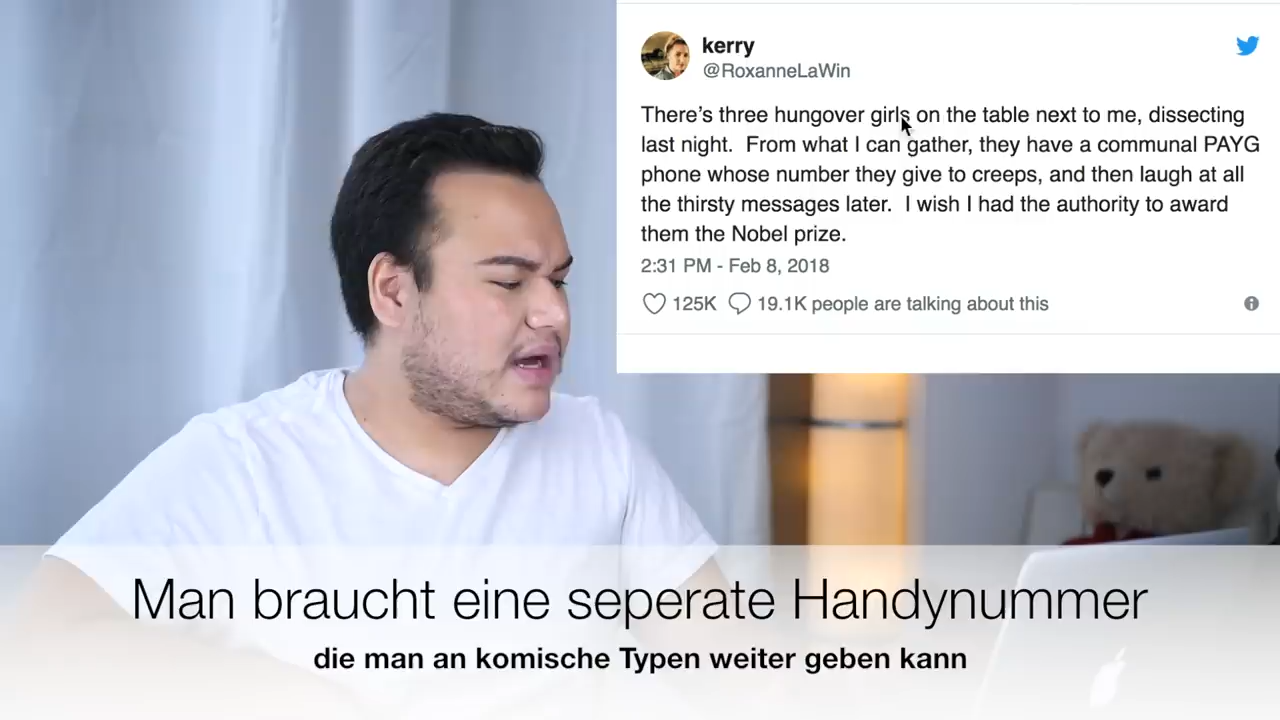 kerry
@RoxanneLaWin
There’s three hungover girls on the table next to me, dissecting
last night.  From what I can gather, they have a communal PAYG
phone whose number they give to creeps, and then laugh at all
the thirsty messages later.  I wish I had the authority to award
them the Nobel prize.
2:31 PM - Feb 8, 2018
125K 19.1K people are talking about this
Man braucht eine seperate Handynummer
die man an komische Typen weiter geben kann